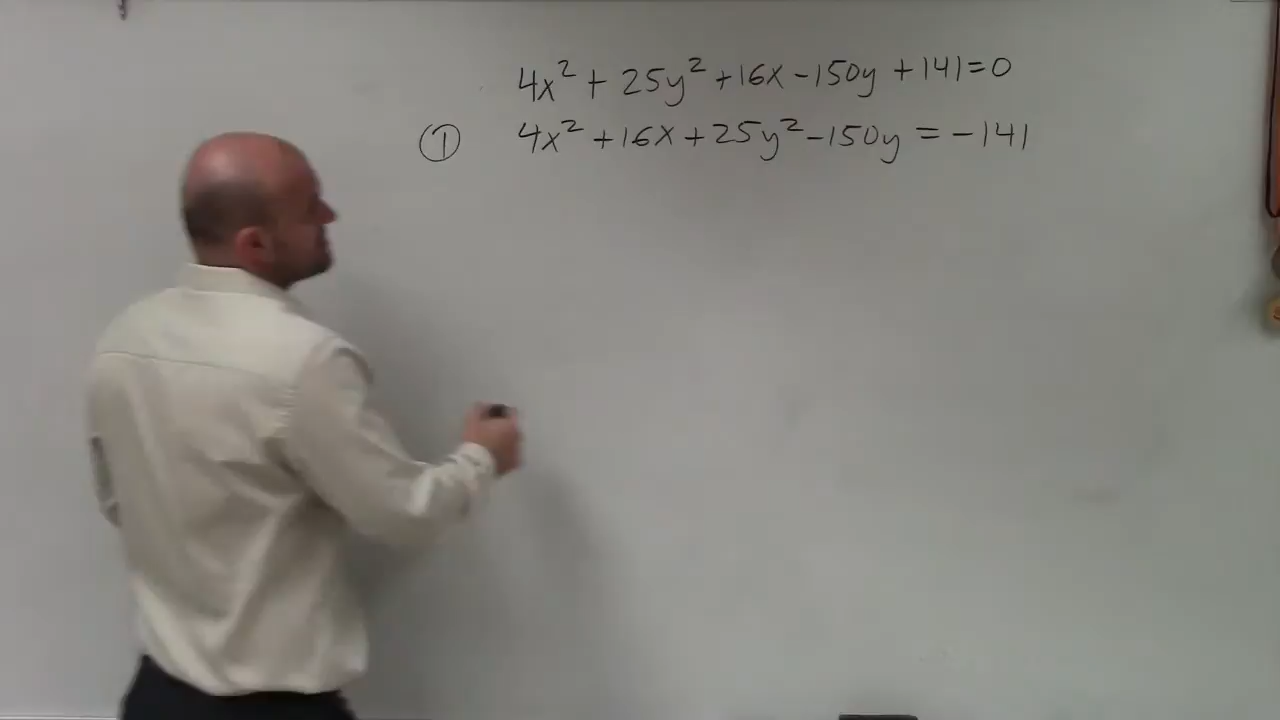 4x² + 25y² + 16x - 150y + 141 = 0
① 4x² + 16x + 25y² - 150y = - 141